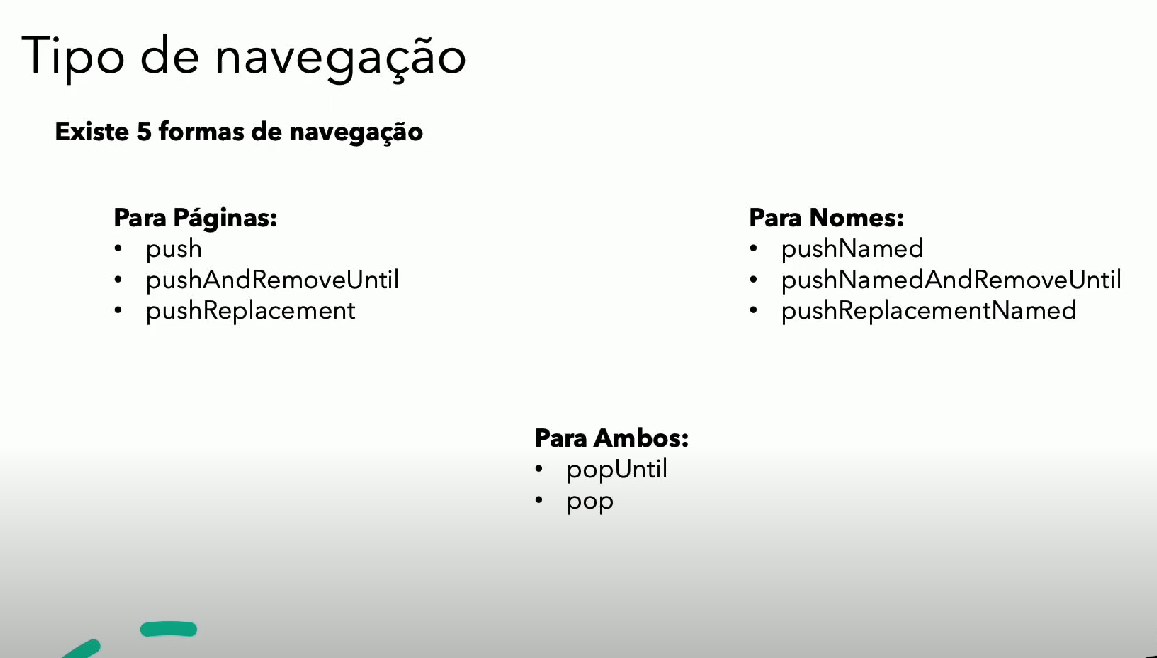 Tipo de navegação
Existe 5 formas de navegação
Para Páginas:
• push
• pushAndRemoveUntil
• pushReplacement
Para Nomes:
• pushNamed
• pushNamedAndRemoveUntil
• pushReplacementNamed
Para Ambos:
• popUntil
• pop